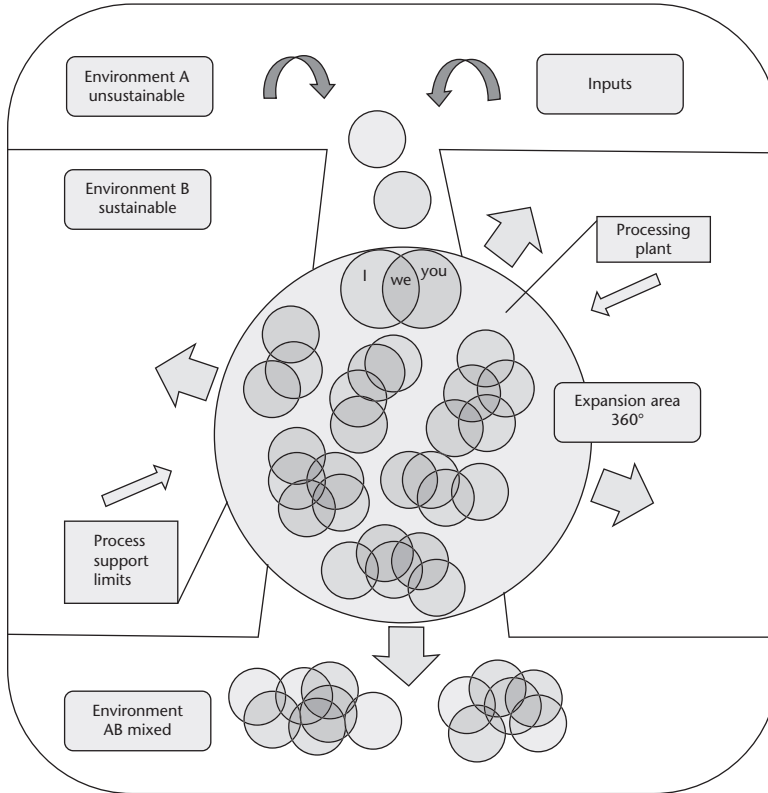 Environment A
unsustainable
Inputs
Environment B
sustainable
Processing
plant
I
we
you
Expansion area
360°
Process
support
limits
Environment
AB mixed